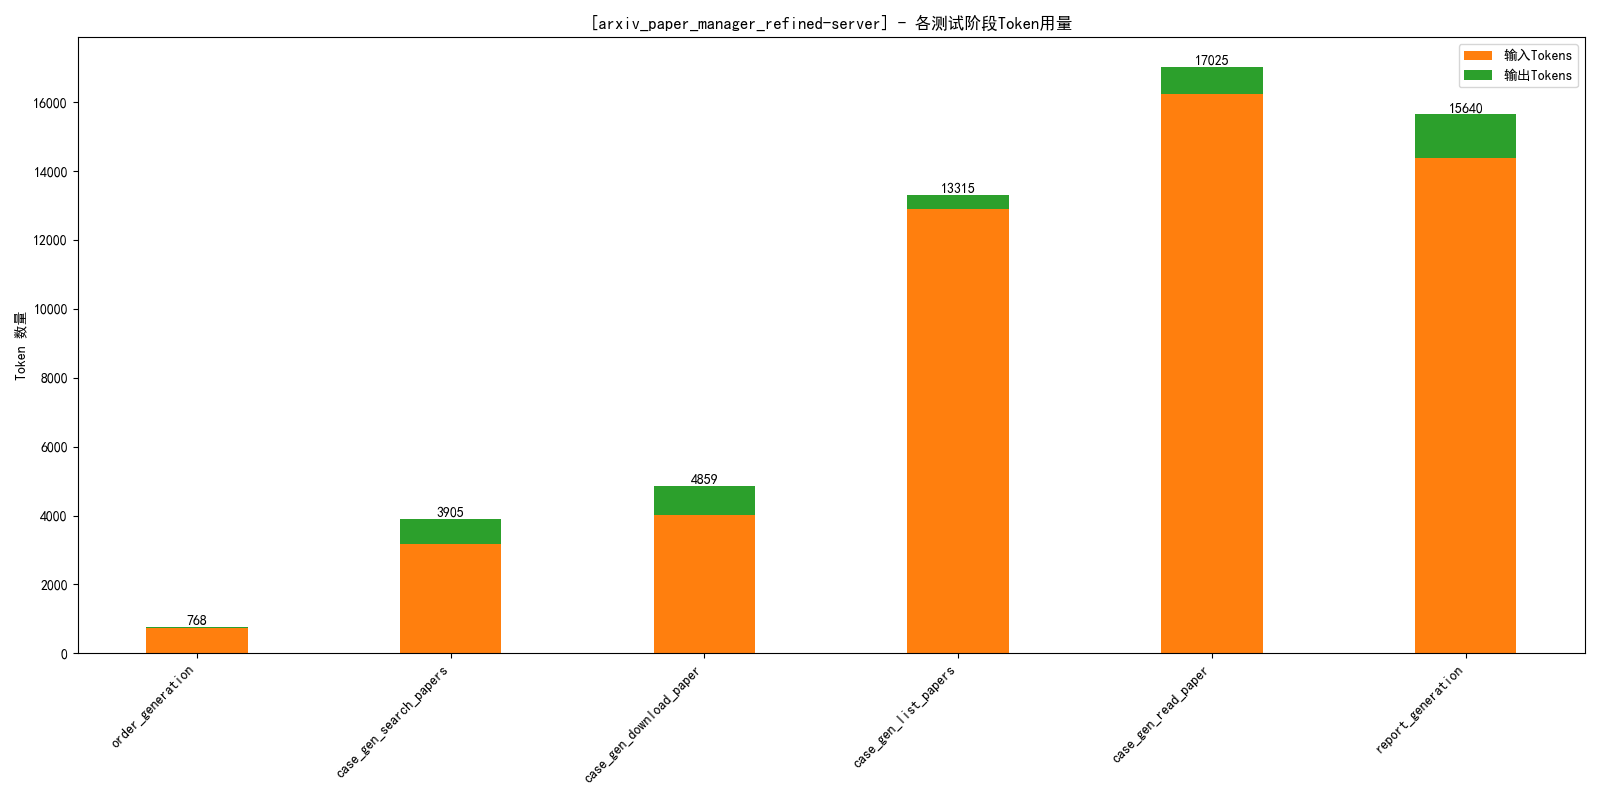 [arxiv_paper_manager_refined-server] - 各测试阶段Token用量
输入Tokens
输出Tokens
Token 数量
16000
14000
12000
10000
8000
6000
4000
2000
0
768
3905
4859
13315
17025
15640
order_generation
case_gen_search_papers
case_gen_download_paper
case_gen_list_papers
case_gen_read_paper
report_generation